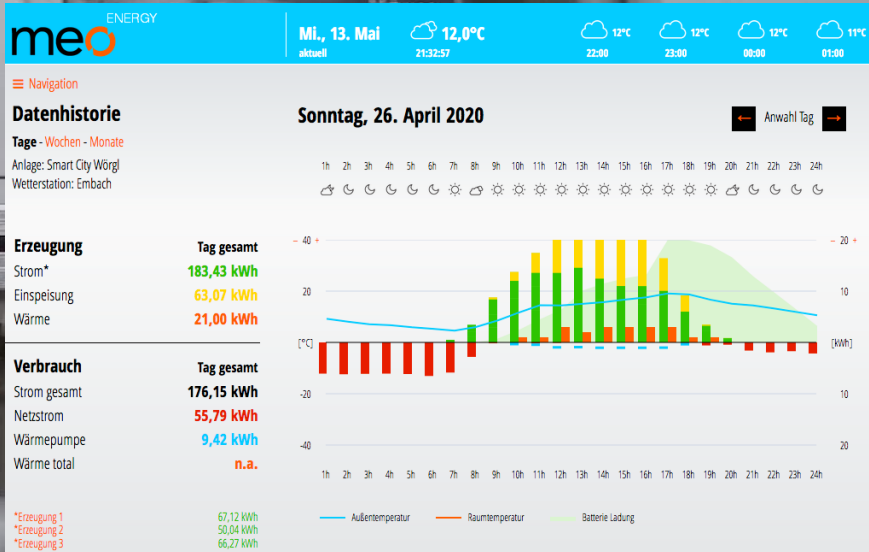 meo ENERGY
Mi., 13. Mai
aktuell
12,0°C
21:32:57
12°C
22:00
12°C
23:00
12°C
00:00
11°C
01:00
≡ Navigation
Datenhistorie
Tage - Wochen - Monate
Anlage: Smart City Wörgl
Wetterstation: Embach
Sonntag, 26. April 2020
← Anwahl Tag →
1h 2h 3h 4h 5h 6h 7h 8h 9h 10h 11h 12h 13h 14h 15h 16h 17h 18h 19h 20h 21h 22h 23h 24h
Erzeugung Tag gesamt
Strom* 183,43 kWh
Einspeisung 63,07 kWh
Wärme 21,00 kWh
Verbrauch Tag gesamt
Strom gesamt 176,15 kWh
Netzstrom 55,79 kWh
Wärmepumpe 9,42 kWh
Wärme total n.a.
*Erzeugung 1 67,12 kWh
*Erzeugung 2 50,04 kWh
*Erzeugung 3 66,27 kWh
- 40 + - 20 +
20 10
[°C] [kWh]
-20 10
-40 20
1h 2h 3h 4h 5h 6h 7h 8h 9h 10h 11h 12h 13h 14h 15h 16h 17h 18h 19h 20h 21h 22h 23h 24h
Außentemperatur Raumtemperatur Batterie Ladung